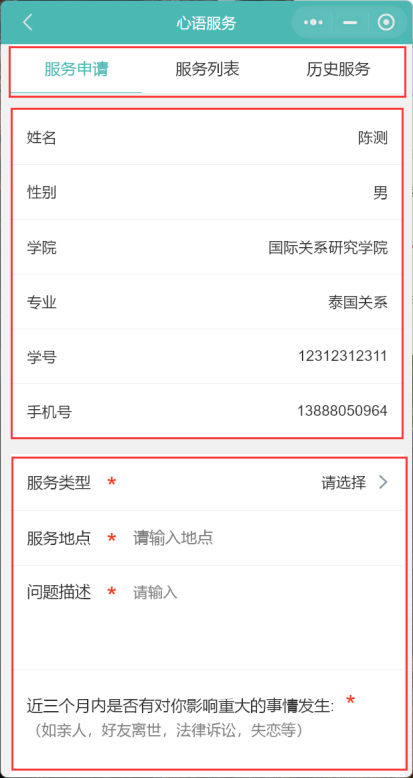 心语服务
服务申请 服务列表 历史服务
姓名 陈测
性别 男
学院 国际关系研究学院
专业 泰国关系
学号 12312312311
手机号 13888050964
服务类型 * 请选择
服务地点 * 请输入地点
问题描述 * 请输入
近三个月内是否有对你影响重大的事情发生: *
（如亲人，好友离世，法律诉讼，失恋等）